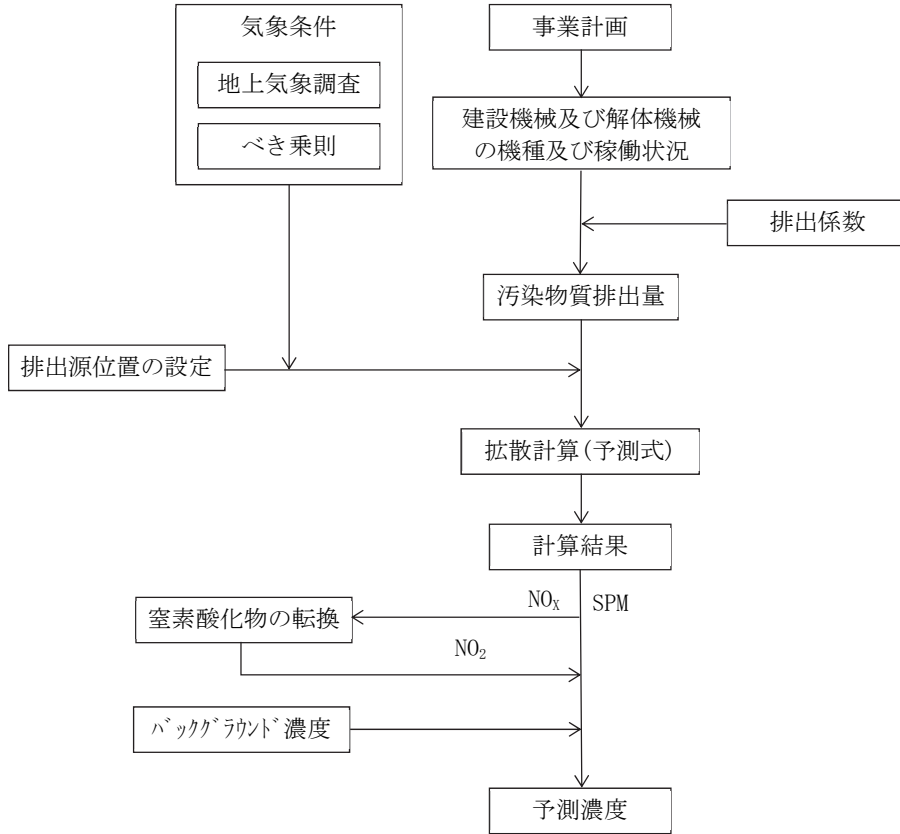 気象条件
地上気象調査
べき乗則
事業計画
建設機械及び解体機械
の機種及び稼働状況
排出係数
汚染物質排出量
排出源位置の設定
拡散計算(予測式)
計算結果
NOX SPM
窒素酸化物の転換
NO2
ﾊﾞｯｸｸﾞﾗｳﾝﾄﾞ濃度
予測濃度